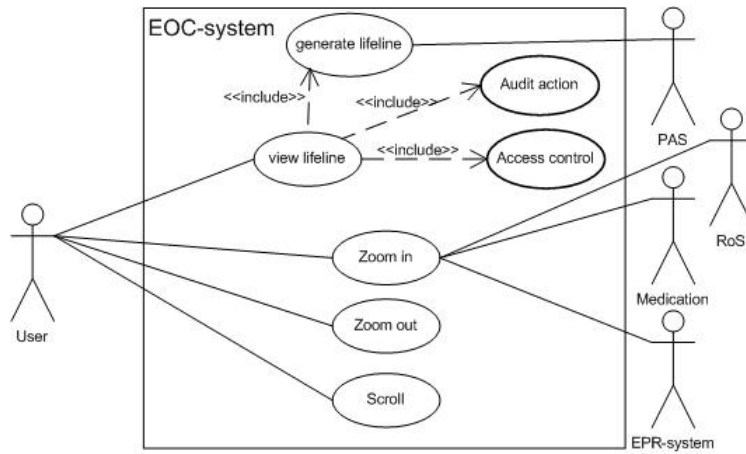 EOC-system
generate lifeline
<<include>>
<<include>>
Audit action
<<include>>
view lifeline
Access control
PAS
RoS
Zoom in
Medication
User
Zoom out
Scroll
EPR-system